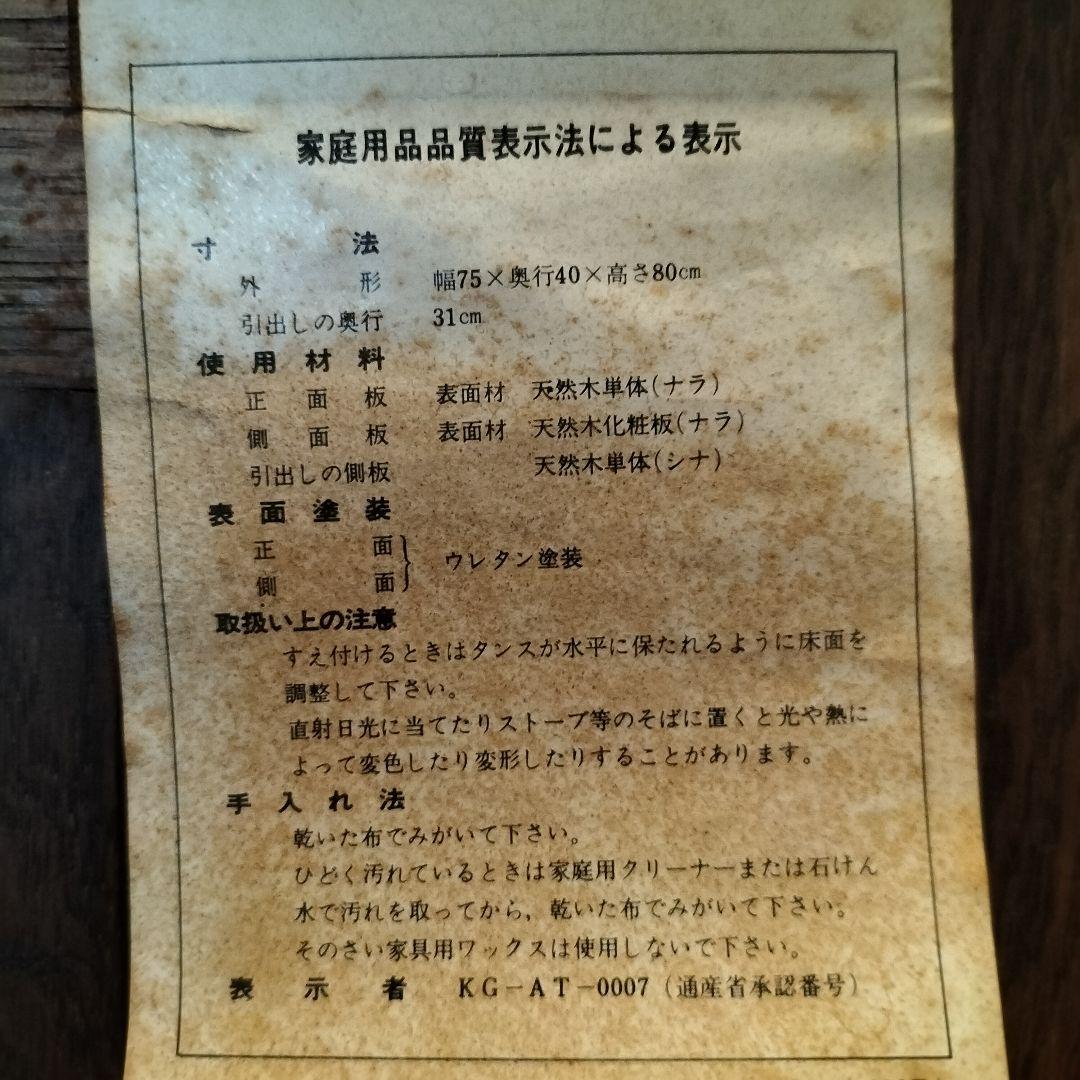 家庭用品品質表示法による表示
寸法
外形 幅75×奥行40×高さ80cm
引出しの奥行 31cm
使用材料
正面板 表面材 天然木単体(ナラ)
側面板 表面材 天然木化粧板(ナラ)
引出しの側板 天然木単体(シナ)
表面塗装
正面
側面
ウレタン塗装
取扱い上の注意
すえ付けるときはタンスが水平に保たれるように床面を
調整して下さい。
直射日光に当てたりストーブ等のそばに置くと光や熱に
よって変色したり変形したりすることがあります。
手入れ法
乾いた布でみがいて下さい。
ひどく汚れているときは家庭用クリーナーまたは石けん
水で汚れを取ってから,乾いた布でみがいて下さい。
そのさい家具用ワックスは使用しないで下さい。
表示者 KG-AT-0007(通産省承認番号)